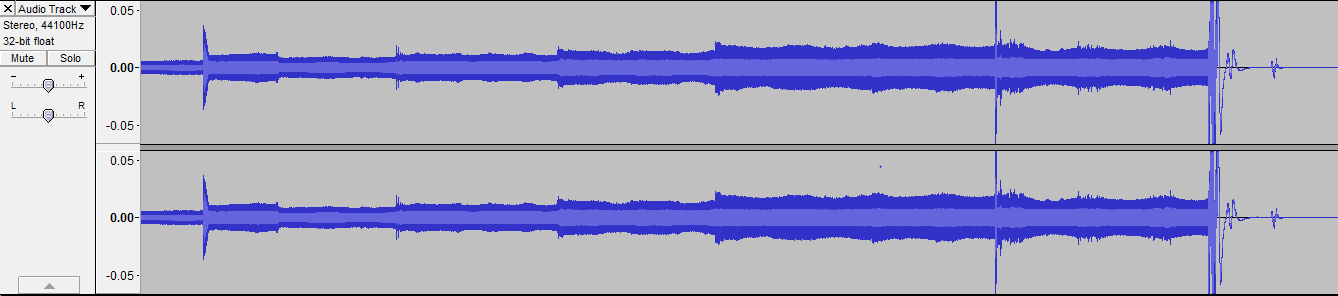 Audio Track
Stereo, 44100Hz
32-bit float
Mute Solo
- +
L R
0.05
0.00
-0.05
0.05
0.00
-0.05